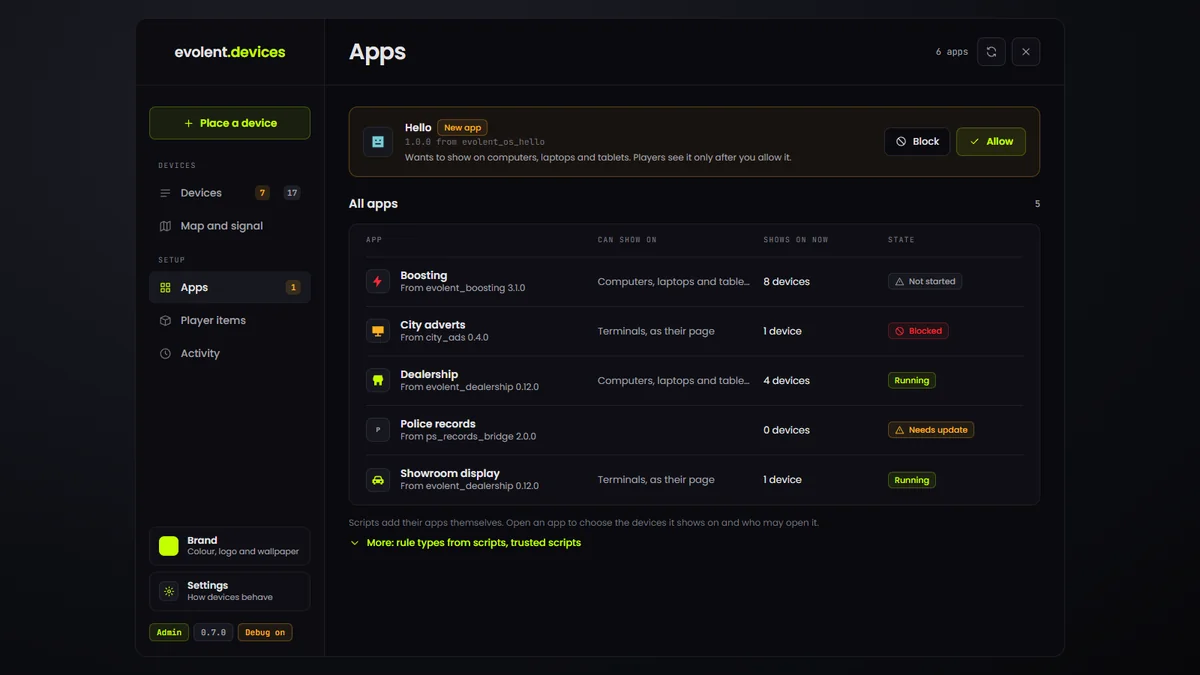 evolent.devices
Place a device
DEVICES
Devices 7 17
Map and signal
SETUP
Apps 1
Player items
Activity
Brand
Colour, logo and wallpaper
Settings
How devices behave
Admin 0.7.0 Debug on
Apps
6 apps
Hello New app
1.0.0 from evolent_os_hello
Wants to show on computers, laptops and tablets. Players see it only after you allow it.
Block
Allow
All apps 5
APP CAN SHOW ON SHOWS ON NOW STATE
Boosting
From evolent_boosting 3.1.0
Computers, laptops and table... 8 devices Not started
City adverts
From city_ads 0.4.0
Terminals, as their page 1 device Blocked
Dealership
From evolent_dealership 0.12.0
Computers, laptops and table... 4 devices Running
P
Police records
From ps_records_bridge 2.0.0
0 devices Needs update
Showroom display
From evolent_dealership 0.12.0
Terminals, as their page 1 device Running
Scripts add their apps themselves. Open an app to choose the devices it shows on and who may open it.
More: rule types from scripts, trusted scripts